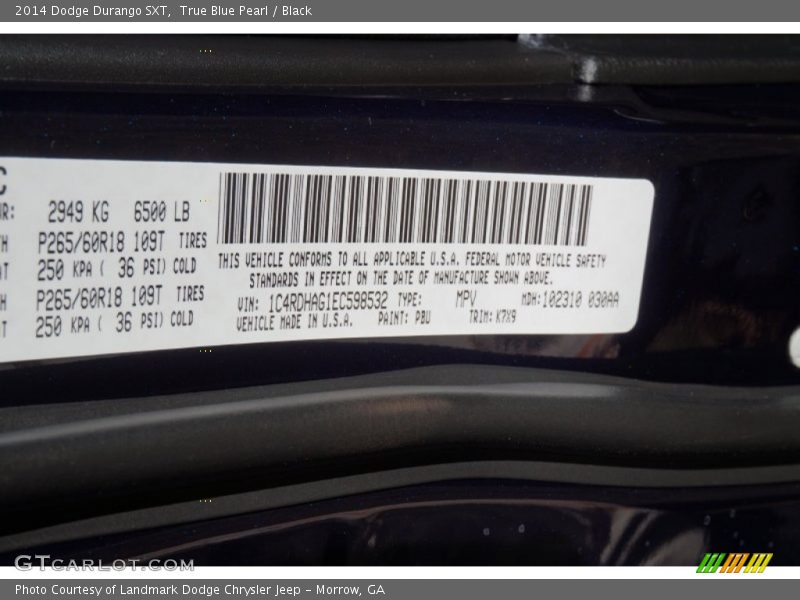 2014 Dodge Durango SXT, True Blue Pearl / Black
2949 KG 6500 LB
P265/60R18 109T TIRES
250 KPA ( 36 PSI) COLD
P265/60R18 109T TIRES
250 KPA ( 36 PSI) COLD
THIS VEHICLE CONFORMS TO ALL APPLICABLE U.S.A. FEDERAL MOTOR VEHICLE SAFETY
STANDARDS IN EFFECT ON THE DATE OF MANUFACTURE SHOWN ABOVE.
VIN: 1C4RDHAG1EC598532 TYPE: MPV MDH:102310 030AA
VEHICLE MADE IN U.S.A. PAINT: PBU TRIM: K7X9
GTCARLOT.COM
Photo Courtesy of Landmark Dodge Chrysler Jeep – Morrow, GA